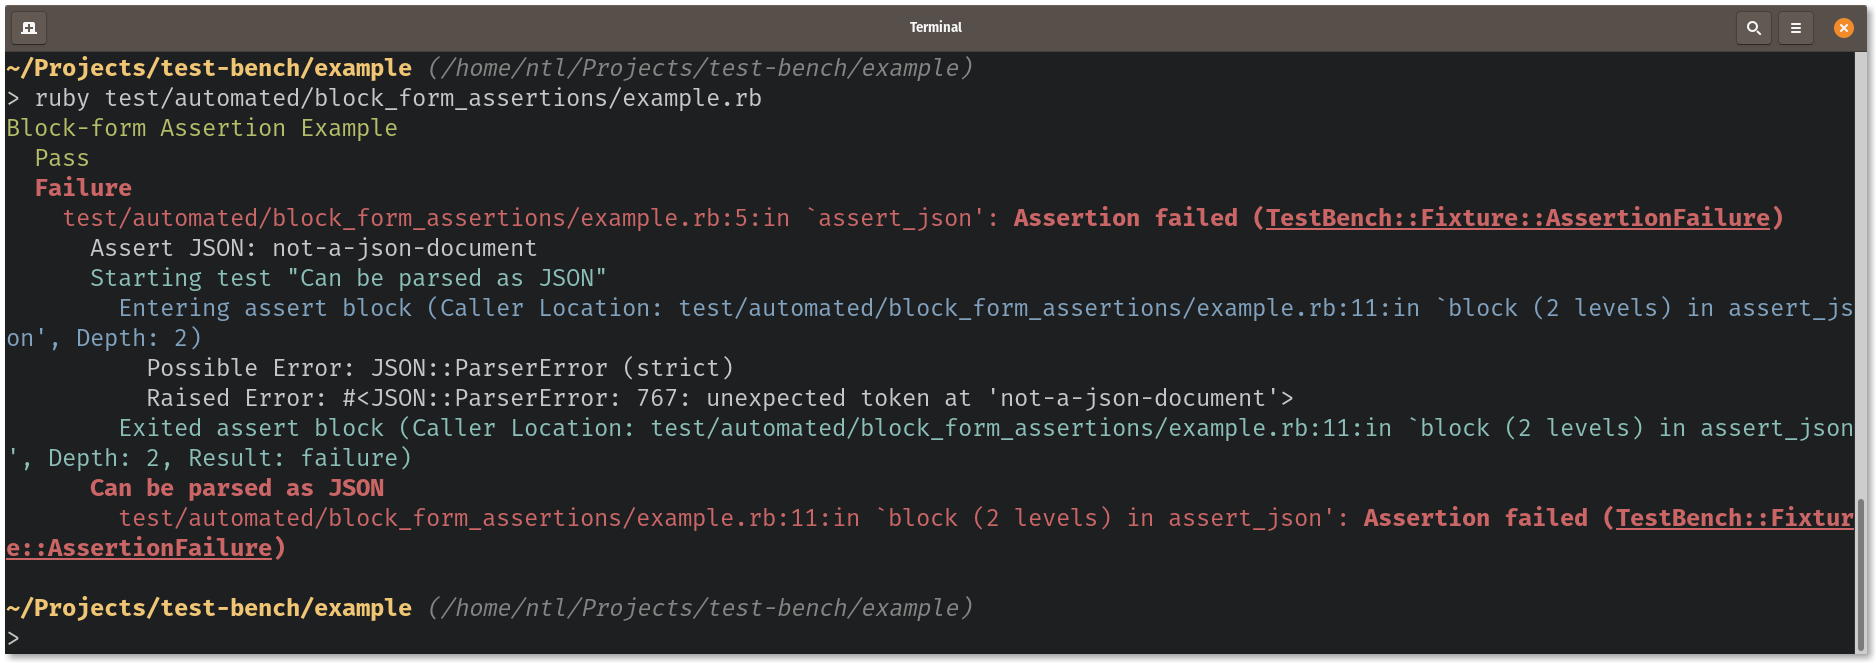 Terminal
~/Projects/test-bench/example (/home/ntl/Projects/test-bench/example)
> ruby test/automated/block_form_assertions/example.rb
Block-form Assertion Example
Pass
Failure
test/automated/block_form_assertions/example.rb:5:in `assert_json': Assertion failed (TestBench::Fixture::AssertionFailure)
Assert JSON: not-a-json-document
Starting test "Can be parsed as JSON"
Entering assert block (Caller Location: test/automated/block_form_assertions/example.rb:11:in `block (2 levels) in assert_js
on', Depth: 2)
Possible Error: JSON::ParserError (strict)
Raised Error: #<JSON::ParserError: 767: unexpected token at 'not-a-json-document'>
Exited assert block (Caller Location: test/automated/block_form_assertions/example.rb:11:in `block (2 levels) in assert_json
', Depth: 2, Result: failure)
Can be parsed as JSON
test/automated/block_form_assertions/example.rb:11:in `block (2 levels) in assert_json': Assertion failed (TestBench::Fixtur
e::AssertionFailure)
~/Projects/test-bench/example (/home/ntl/Projects/test-bench/example)
>